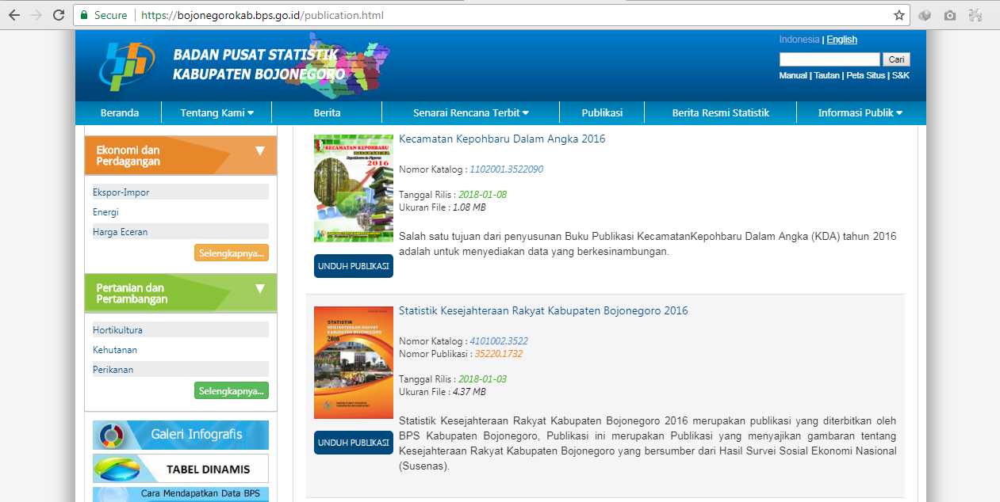 Secure | https://bojonegorokab.bps.go.id/publication.html
BADAN PUSAT STATISTIK
KABUPATEN BOJONEGORO
Indonesia | English
Cari
Manual | Tautan | Peta Situs | S&K
Beranda
Tentang Kami
Berita
Senarai Rencana Terbit
Publikasi
Berita Resmi Statistik
Informasi Publik
Ekonomi dan
Perdagangan
Ekspor-Impor
Energi
Harga Eceran
Selengkapnya...
Pertanian dan
Pertambangan
Hortikultura
Kehutanan
Perikanan
Selengkapnya...
Galeri Infografis
TABEL DINAMIS
Cara Mendapatkan Data BPS
KECAMATAN KEPOHBARU
DALAM ANGKA
Kepohbaru in Figures
2016
UNDUH PUBLIKASI
Kecamatan Kepohbaru Dalam Angka 2016
Nomor Katalog : 1102001.3522090
Tanggal Rilis : 2018-01-08
Ukuran File : 1.08 MB
Salah satu tujuan dari penyusunan Buku Publikasi KecamatanKepohbaru Dalam Angka (KDA) tahun 2016
adalah untuk menyediakan data yang berkesinambungan.
STATISTIK
KESEJAHTERAAN RAKYAT
KABUPATEN BOJONEGORO
2016
UNDUH PUBLIKASI
Statistik Kesejahteraan Rakyat Kabupaten Bojonegoro 2016
Nomor Katalog : 4101002.3522
Nomor Publikasi : 35220.1732
Tanggal Rilis : 2018-01-03
Ukuran File : 4.37 MB
Statistik Kesejahteraan Rakyat Kabupaten Bojonegoro 2016 merupakan publikasi yang diterbitkan oleh
BPS Kabupaten Bojonegoro, Publikasi ini merupakan Publikasi yang menyajikan gambaran tentang
Kesejahteraan Rakyat Kabupaten Bojonegoro yang bersumber dari Hasil Survei Sosial Ekonomi Nasional
(Susenas).